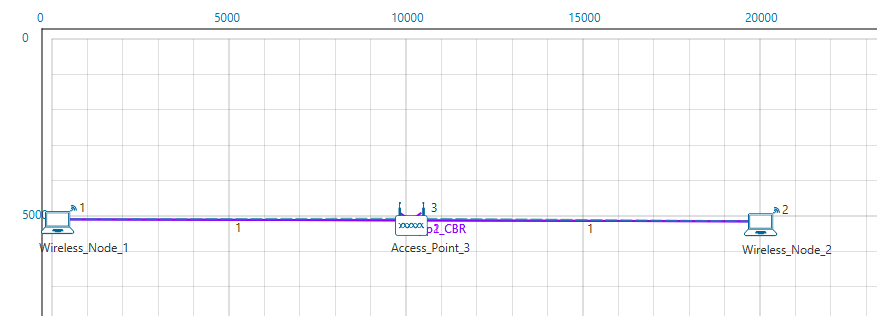 0 5000 10000 15000 20000
0
1 3 2
5000
1 1
Wireless_Node_1 Access_Point_3 Wireless_Node_2